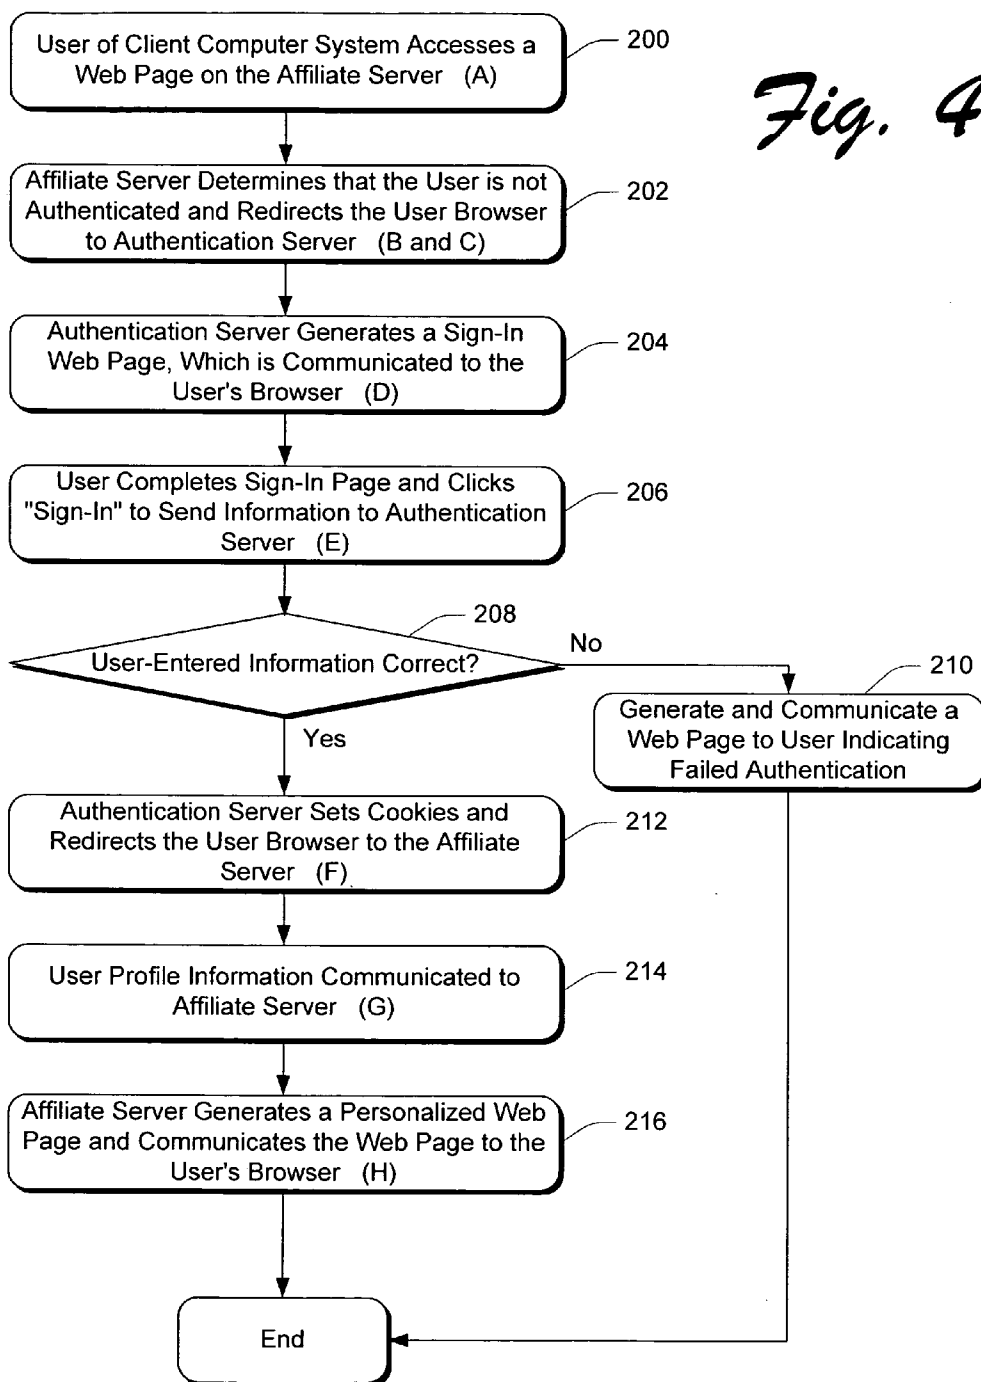 User of Client Computer System Accesses a
Web Page on the Affiliate Server (A)
200
Fig. 4
Affiliate Server Determines that the User is not
Authenticated and Redirects the User Browser
to Authentication Server (B and C)
202
Authentication Server Generates a Sign-In
Web Page, Which is Communicated to the
User's Browser (D)
204
User Completes Sign-In Page and Clicks
"Sign-In" to Send Information to Authentication
Server (E)
206
208
User-Entered Information Correct?
No
Yes
210
Generate and Communicate a
Web Page to User Indicating
Failed Authentication
Authentication Server Sets Cookies and
Redirects the User Browser to the Affiliate
Server (F)
212
User Profile Information Communicated to
Affiliate Server (G)
214
Affiliate Server Generates a Personalized Web
Page and Communicates the Web Page to the
User's Browser (H)
216
End